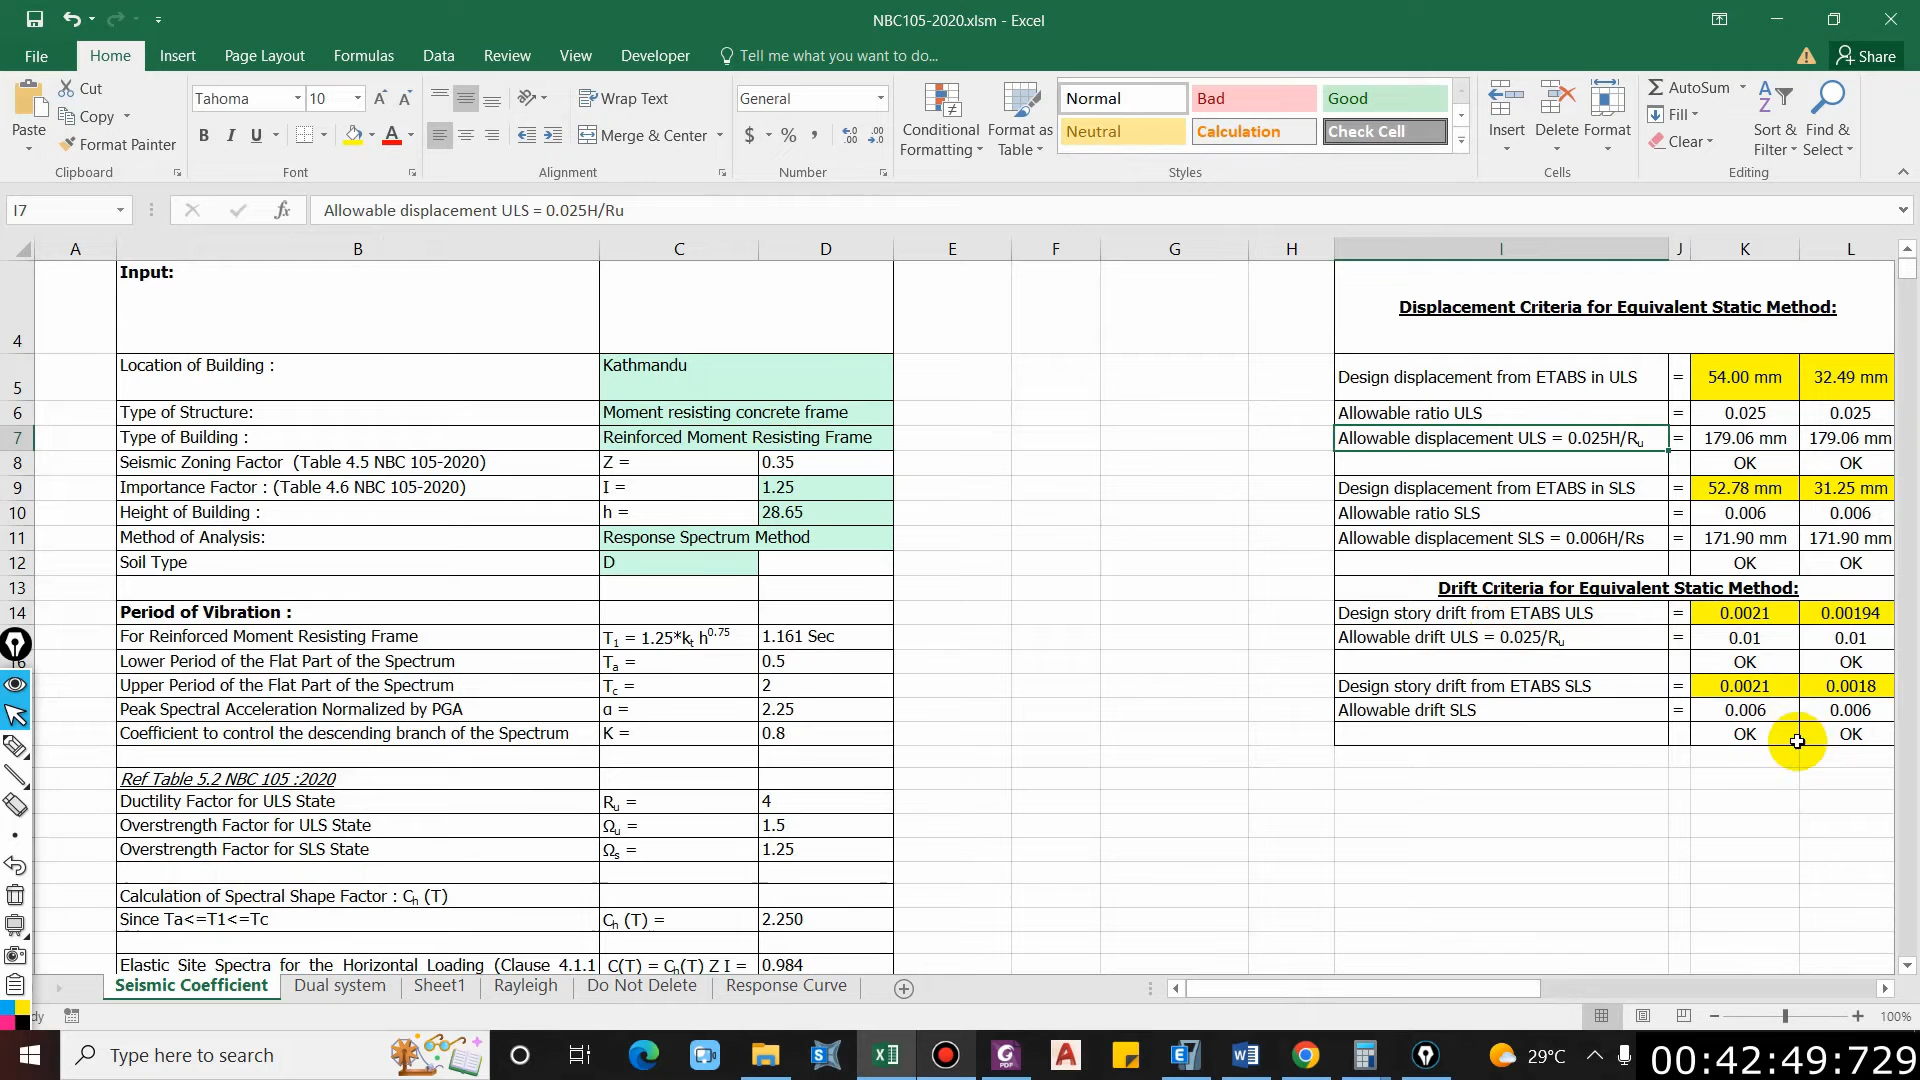 NBC105-2020.xlsm - Excel
File Home Insert Page Layout Formulas Data Review View Developer Tell me what you want to do... Share
Paste Cut Copy Format Painter Clipboard
Tahoma 10 B I U A Font
Wrap Text Merge & Center Alignment
General $ % , Number
Conditional Formatting Format as Table Normal Bad Good Neutral Calculation Check Cell Styles
Insert Delete Format Cells
AutoSum Fill Clear Sort & Filter Find & Select Editing
I7 fx Allowable displacement ULS = 0.025H/Ru
A B C D E F G H I J K L
4 Input: Displacement Criteria for Equivalent Static Method:
5 Location of Building : Kathmandu Design displacement from ETABS in ULS = 54.00 mm 32.49 mm
6 Type of Structure: Moment resisting concrete frame Allowable ratio ULS = 0.025 0.025
7 Type of Building : Reinforced Moment Resisting Frame Allowable displacement ULS = 0.025H/Ru = 179.06 mm 179.06 mm
8 Seismic Zoning Factor (Table 4.5 NBC 105-2020) Z = 0.35 OK OK
9 Importance Factor : (Table 4.6 NBC 105-2020) I = 1.25 Design displacement from ETABS in SLS = 52.78 mm 31.25 mm
10 Height of Building : h = 28.65 Allowable ratio SLS = 0.006 0.006
11 Method of Analysis: Response Spectrum Method Allowable displacement SLS = 0.006H/Rs = 171.90 mm 171.90 mm
12 Soil Type D OK OK
13 Drift Criteria for Equivalent Static Method:
14 Period of Vibration : Design story drift from ETABS ULS = 0.0021 0.00194
For Reinforced Moment Resisting Frame T1 = 1.25*kt h0.75 1.161 Sec Allowable drift ULS = 0.025/Ru = 0.01 0.01
16 Lower Period of the Flat Part of the Spectrum Ta = 0.5 OK OK
Upper Period of the Flat Part of the Spectrum Tc = 2 Design story drift from ETABS SLS = 0.0021 0.0018
Peak Spectral Acceleration Normalized by PGA α = 2.25 Allowable drift SLS = 0.006 0.006
Coefficient to control the descending branch of the Spectrum K = 0.8 OK OK
Ref Table 5.2 NBC 105 :2020
Ductility Factor for ULS State Ru = 4
Overstrength Factor for ULS State Ωu = 1.5
Overstrength Factor for SLS State Ωs = 1.25
Calculation of Spectral Shape Factor : Ch (T)
Since Ta<=T1<=Tc Ch (T) = 2.250
Elastic Site Spectra for the Horizontal Loading (Clause 4.1.1 C(T) = Ch(T) Z I = 0.984
Seismic Coefficient Dual system Sheet1 Rayleigh Do Not Delete Response Curve
dy 100%
Type here to search 29°C 00:42:49:729